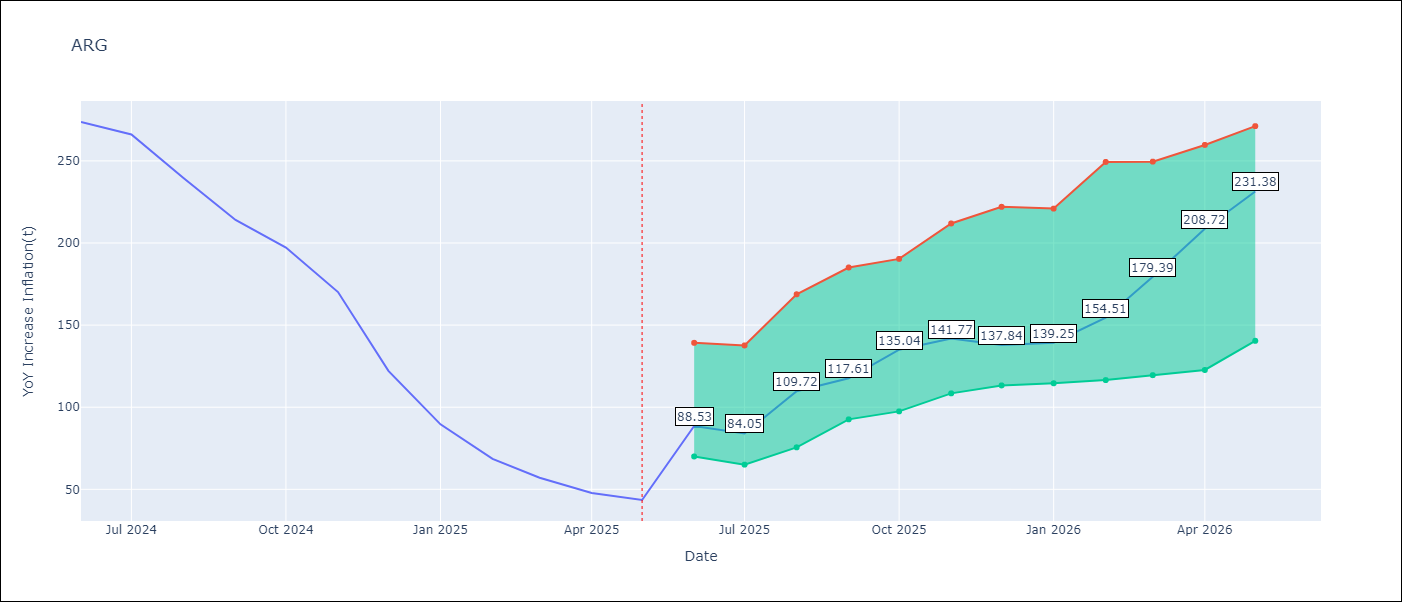 ARG
YoY Increase Inflation(t)
250
200
150
100
50
88.53
84.05
109.72
117.61
135.04
141.77
137.84
139.25
154.51
179.39
208.72
231.38
Jul 2024
Oct 2024
Jan 2025
Apr 2025
Jul 2025
Oct 2025
Jan 2026
Apr 2026
Date